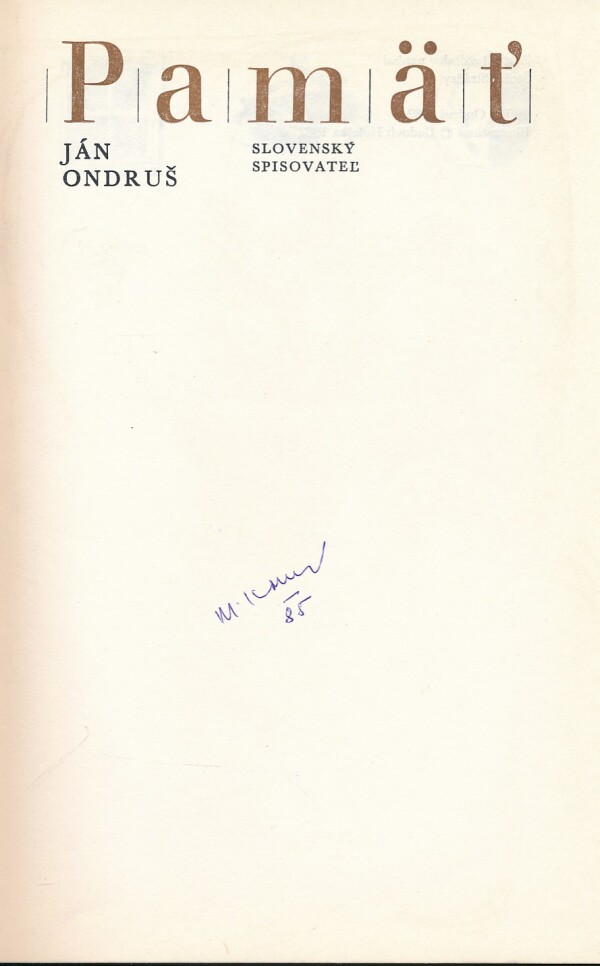 Pamäť
JÁN
ONDRUŠ
SLOVENSKÝ
SPISOVATEĽ
85